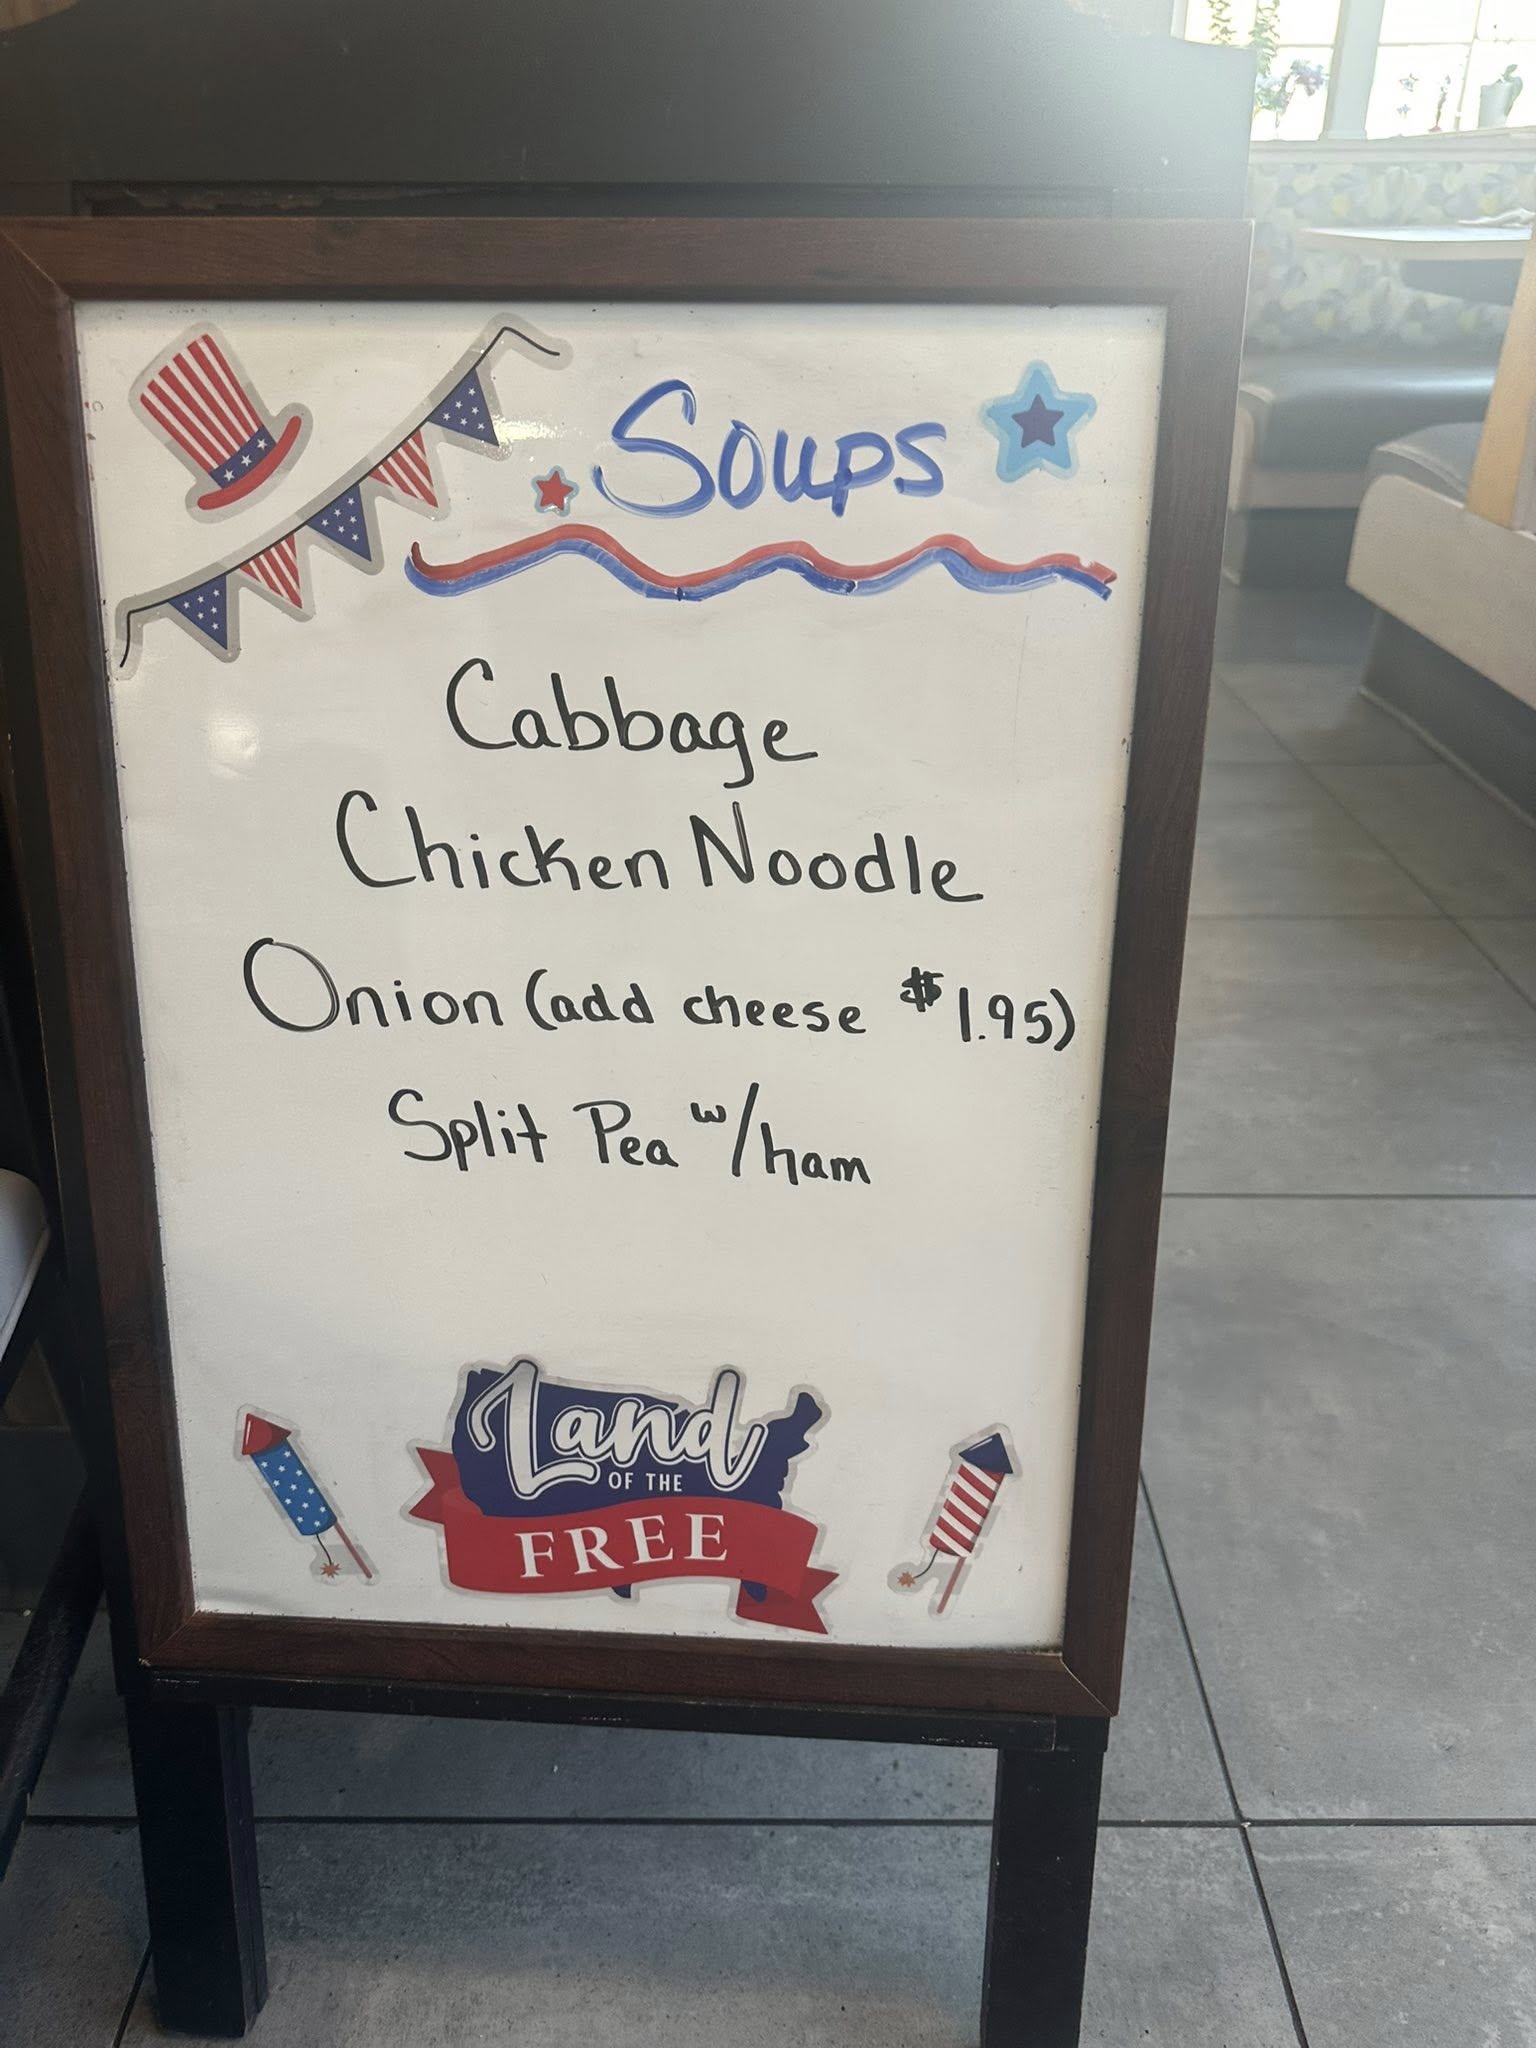 Soups
Cabbage
Chicken Noodle
Onion (add cheese $1.95)
Split Pea w/ham
Land
OF THE
FREE